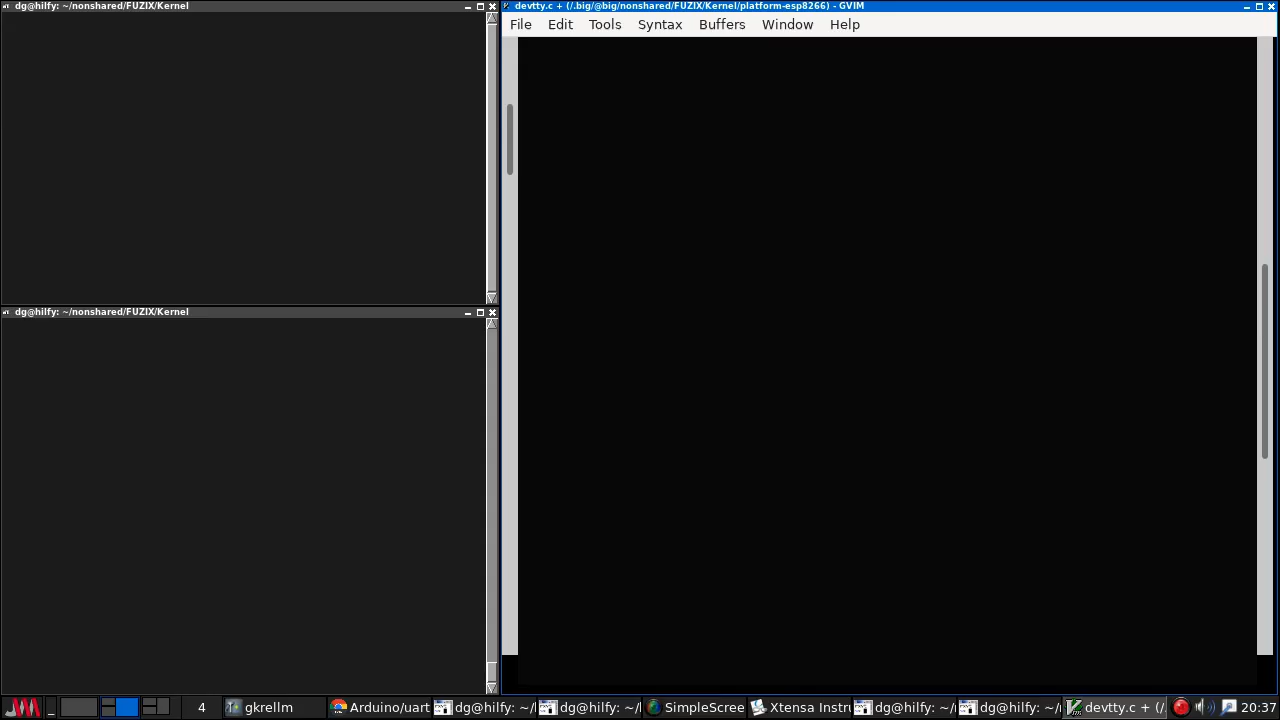 dg@hilfy: ~/nonshared/FUZIX/Kernel
devtty.c + (/.big/@big/nonshared/FUZIX/Kernel/platform-esp8266) - GVIM
File Edit Tools Syntax Buffers Window Help
dg@hilfy: ~/nonshared/FUZIX/Kernel
4 gkrellm Arduino/uart dg@hilfy: ~/ dg@hilfy: ~/ SimpleScree Xtensa Instru dg@hilfy: ~/ dg@hilfy: ~/ devtty.c + (/. 20:37